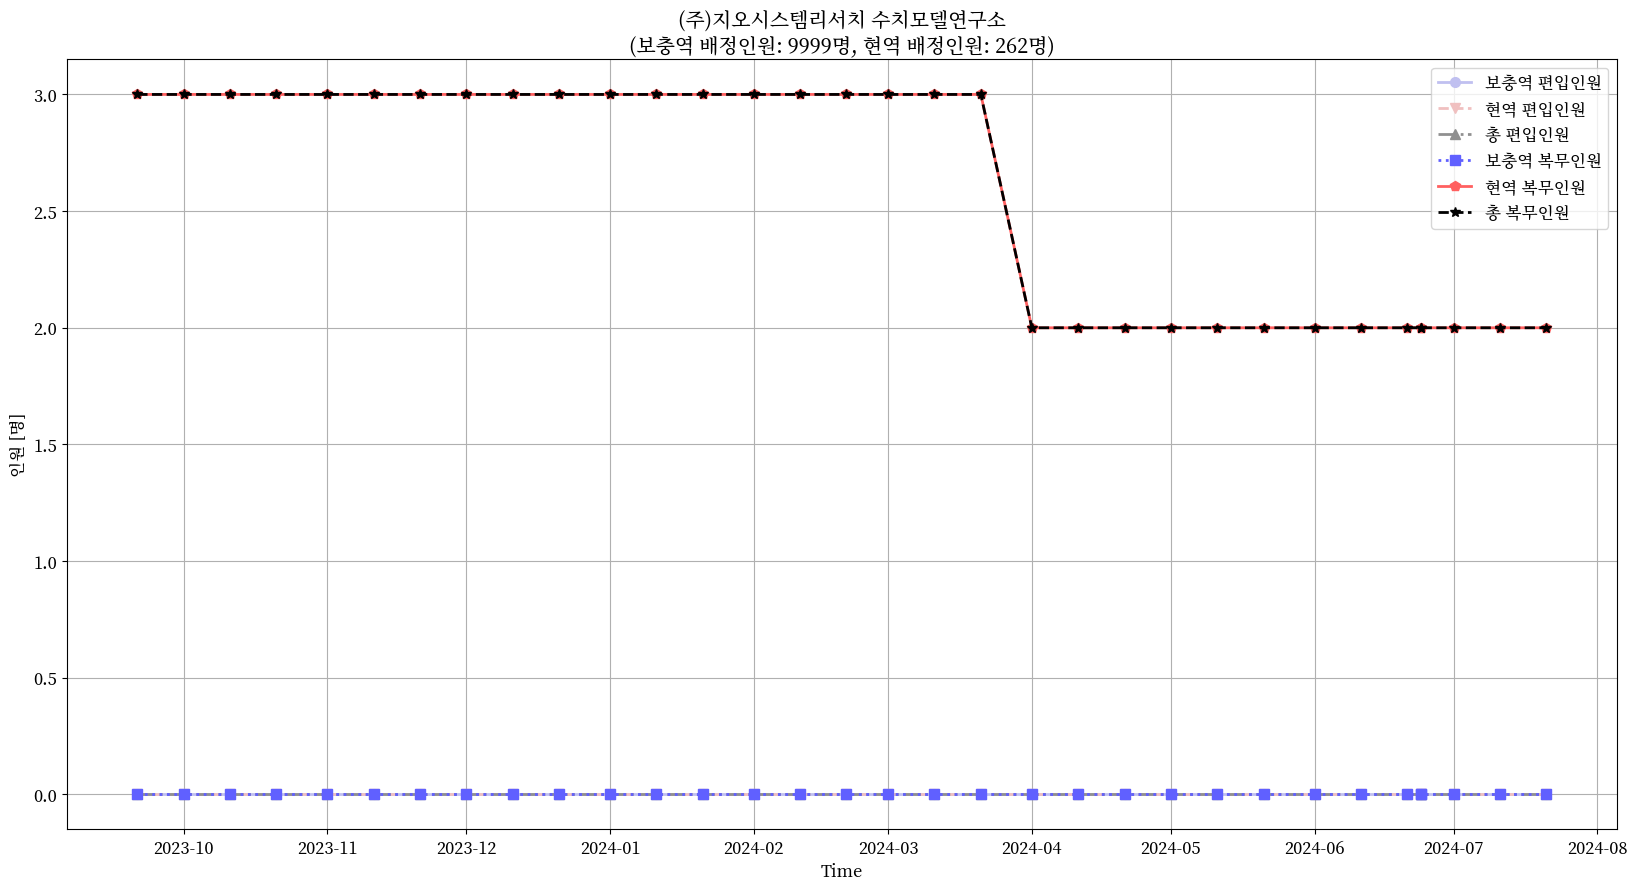 (주)지오시스템리서치 수치모델연구소
(보충역 배정인원: 9999명, 현역 배정인원: 262명)
보충역 편입인원
현역 편입인원
총 편입인원
보충역 복무인원
현역 복무인원
총 복무인원
3.0
2.5
2.0
1.5
1.0
0.5
0.0
인원 [명]
2023-10 2023-11 2023-12 2024-01 2024-02 2024-03 2024-04 2024-05 2024-06 2024-07 2024-08
Time